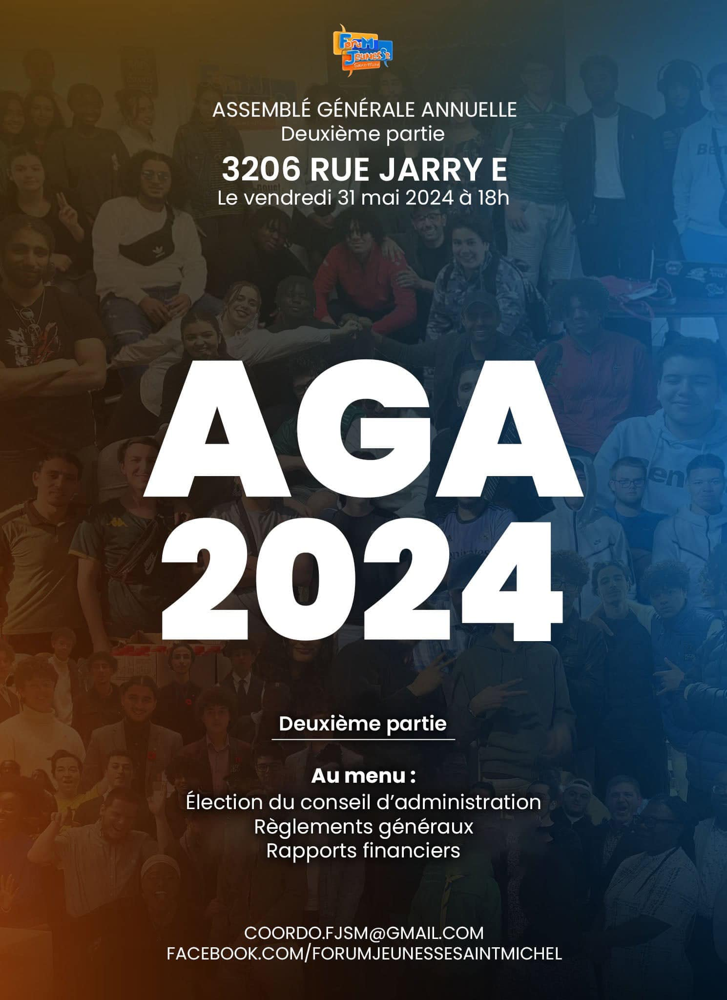 Forum
Jeunesse
Saint-Michel
ASSEMBLÉ GÉNÉRALE ANNUELLE
Deuxième partie
3206 RUE JARRY E
Le vendredi 31 mai 2024 à 18h
AGA
2024
Deuxième partie
Au menu :
Élection du conseil d’administration
Règlements généraux
Rapports financiers
COORDO.FJSM@GMAIL.COM
FACEBOOK.COM/FORUMJEUNESSESAINTMICHEL